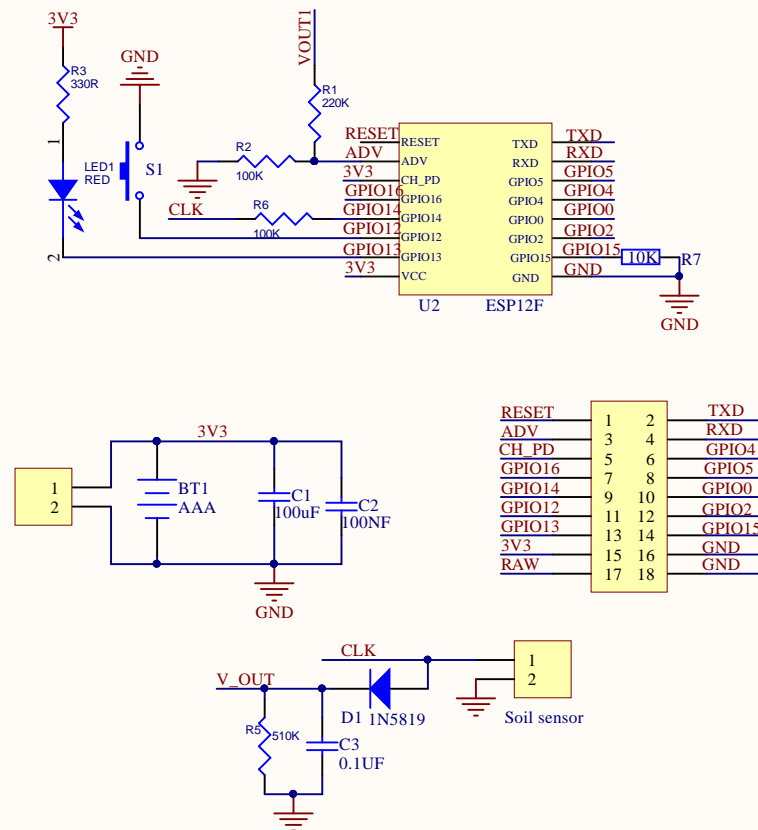 3V3
GND
VOUT1
R3
330R
R1
220K
1
LED1
RED
S1
R2
100K
2
CLK
R6
100K
RESET
ADV
3V3
GPIO16
GPIO14
GPIO12
GPIO13
3V3
RESET
ADV
CH_PD
GPIO16
GPIO14
GPIO12
GPIO13
VCC
TXD
RXD
GPIO5
GPIO4
GPIO0
GPIO2
GPIO15
GND
TXD
RXD
GPIO5
GPIO4
GPIO0
GPIO2
GPIO15
GND
10K
R7
GND
U2
ESP12F
3V3
1
2
BT1
AAA
C1
100uF
C2
100NF
GND
RESET 1 2 TXD
ADV 3 4 RXD
CH_PD 5 6 GPIO4
GPIO16 7 8 GPIO5
GPIO14 9 10 GPIO0
GPIO12 11 12 GPIO2
GPIO13 13 14 GPIO15
3V3 15 16 GND
RAW 17 18 GND
CLK
V_OUT
D1 1N5819
R5
510K
C3
0.1UF
1
2
Soil sensor